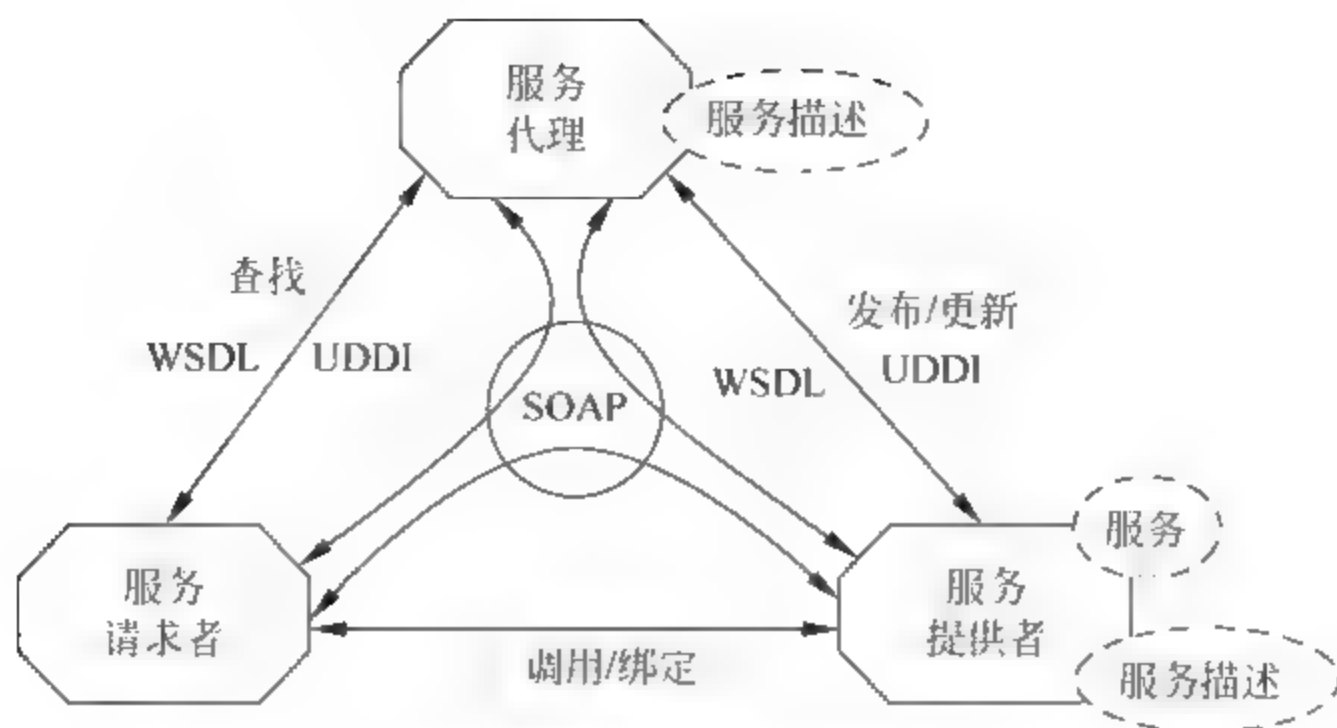 服务
代理
服务描述
查找
WSDL UDDI
发布/更新
WSDL UDDI
SOAP
服务
请求者
调用/绑定
服务
提供者
服务
服务描述